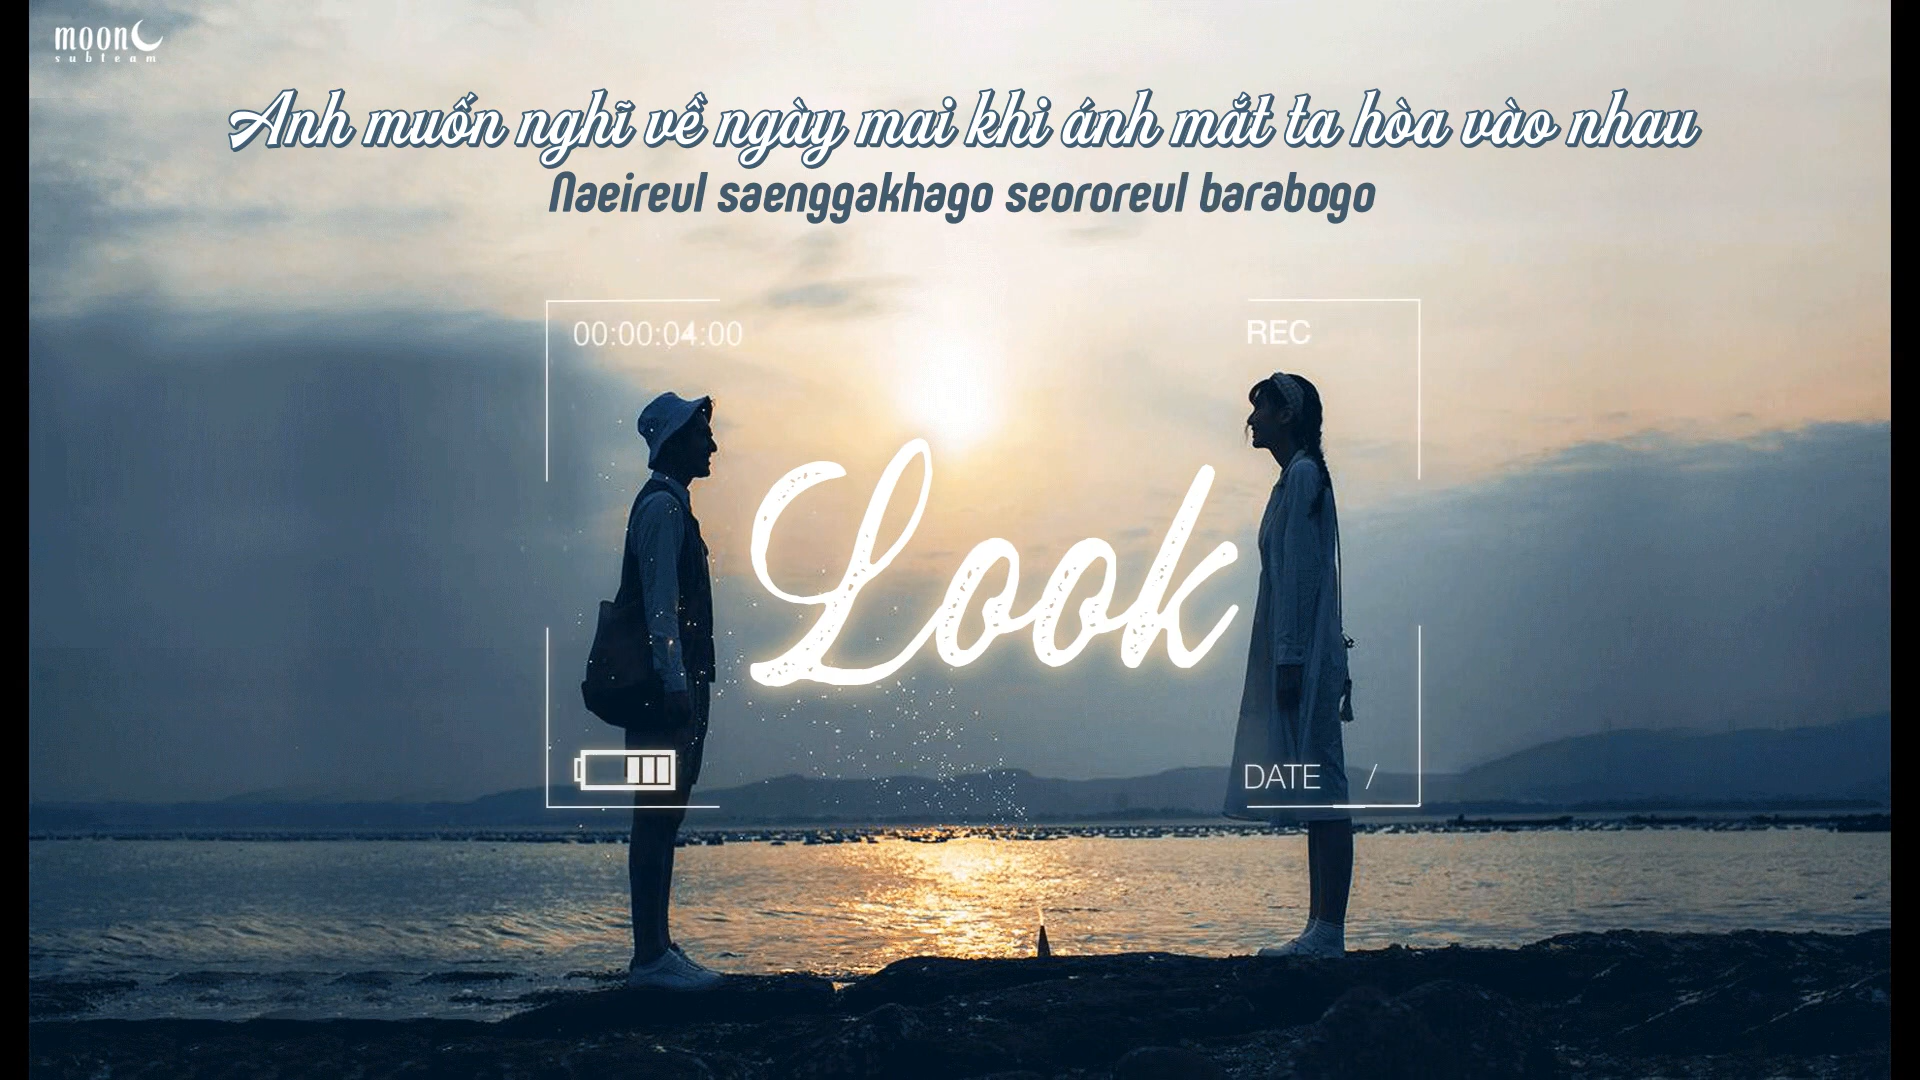 moon
subteam
Anh muốn nghĩ về ngày mai khi ánh mắt ta hòa vào nhau
Naeireul saenggakhago seororeul barabogo
00:00:04:00
REC
Look
DATE /